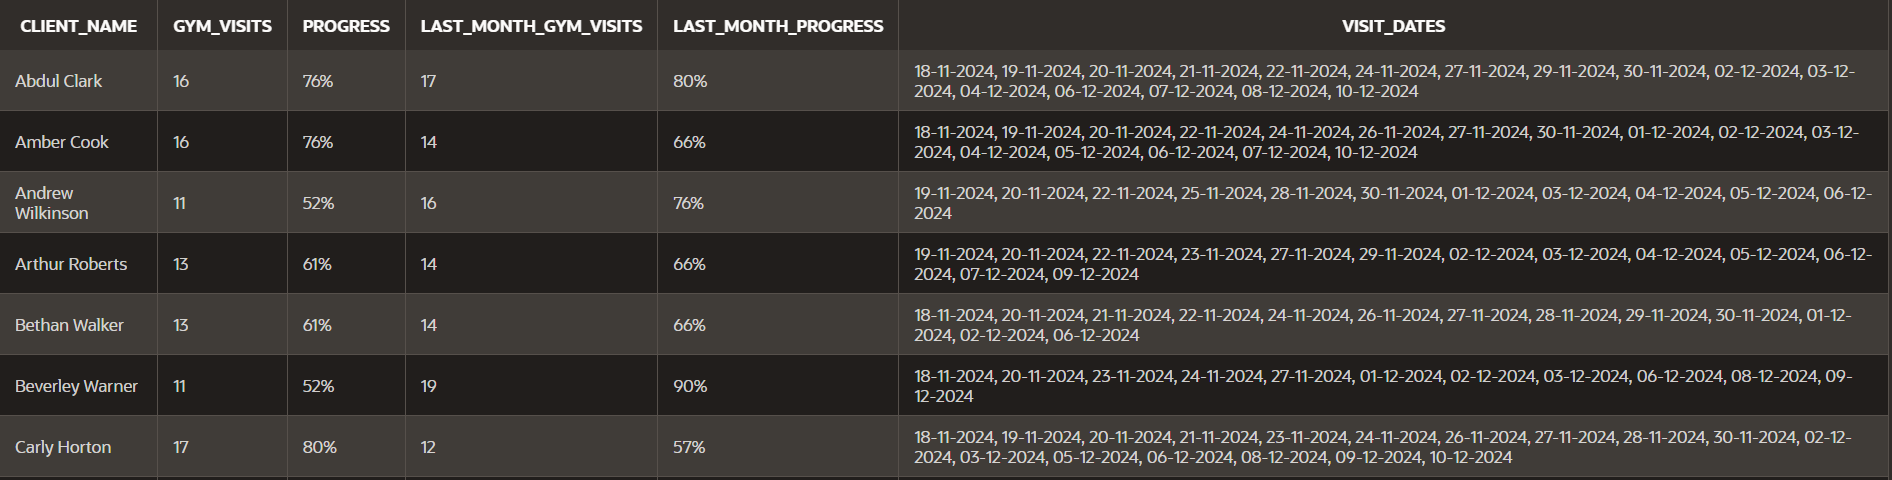 CLIENT_NAME GYM_VISITS PROGRESS LAST_MONTH_GYM_VISITS LAST_MONTH_PROGRESS VISIT_DATES
Abdul Clark 16 76% 17 80% 18-11-2024, 19-11-2024, 20-11-2024, 21-11-2024, 22-11-2024, 24-11-2024, 27-11-2024, 29-11-2024, 30-11-2024, 02-12-2024, 03-12-
2024, 04-12-2024, 06-12-2024, 07-12-2024, 08-12-2024, 10-12-2024
Amber Cook 16 76% 14 66% 18-11-2024, 19-11-2024, 20-11-2024, 22-11-2024, 24-11-2024, 26-11-2024, 27-11-2024, 30-11-2024, 01-12-2024, 02-12-2024, 03-12-
2024, 04-12-2024, 05-12-2024, 06-12-2024, 07-12-2024, 10-12-2024
Andrew
Wilkinson 11 52% 16 76% 19-11-2024, 20-11-2024, 22-11-2024, 25-11-2024, 28-11-2024, 30-11-2024, 01-12-2024, 03-12-2024, 04-12-2024, 05-12-2024, 06-12-
2024
Arthur Roberts 13 61% 14 66% 19-11-2024, 20-11-2024, 22-11-2024, 23-11-2024, 27-11-2024, 29-11-2024, 02-12-2024, 03-12-2024, 04-12-2024, 05-12-2024, 06-12-
2024, 07-12-2024, 09-12-2024
Bethan Walker 13 61% 14 66% 18-11-2024, 20-11-2024, 21-11-2024, 22-11-2024, 24-11-2024, 26-11-2024, 27-11-2024, 28-11-2024, 29-11-2024, 30-11-2024, 01-12-
2024, 02-12-2024, 06-12-2024
Beverley Warner 11 52% 19 90% 18-11-2024, 20-11-2024, 23-11-2024, 24-11-2024, 27-11-2024, 01-12-2024, 02-12-2024, 03-12-2024, 06-12-2024, 08-12-2024, 09-
12-2024
Carly Horton 17 80% 12 57% 18-11-2024, 19-11-2024, 20-11-2024, 21-11-2024, 23-11-2024, 24-11-2024, 26-11-2024, 27-11-2024, 28-11-2024, 30-11-2024, 02-12-
2024, 03-12-2024, 05-12-2024, 06-12-2024, 08-12-2024, 09-12-2024, 10-12-2024